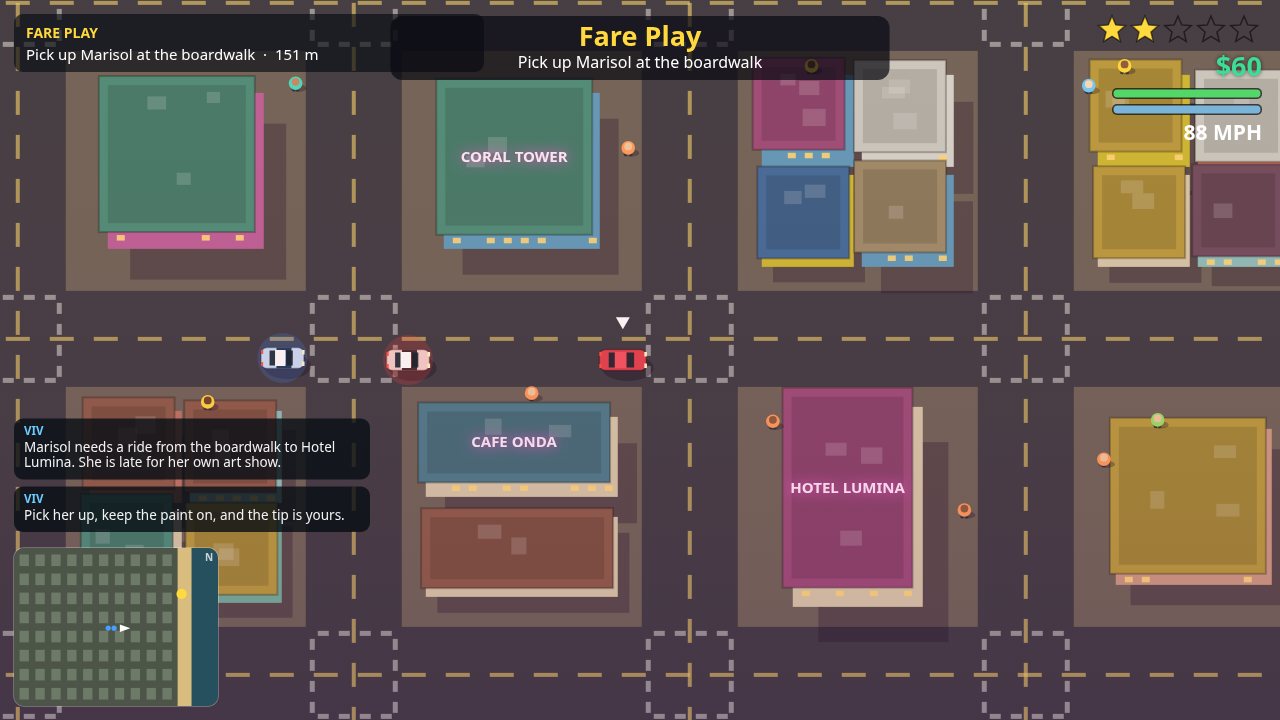 FARE PLAY
Pick up Marisol at the boardwalk · 151 m
Fare Play
Pick up Marisol at the boardwalk
$60
88 MPH
CORAL TOWER
CAFE ONDA
HOTEL LUMINA
VIV
Marisol needs a ride from the boardwalk to Hotel
Lumina. She is late for her own art show.
VIV
Pick her up, keep the paint on, and the tip is yours.
N